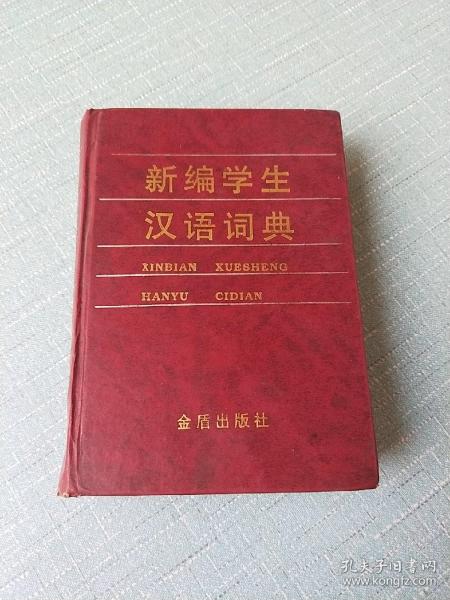 新编学生
汉语词典
XINBIAN XUESHENG
HANYU CIDIAN
金盾出版社
孔夫子旧书网
www.kongfz.com